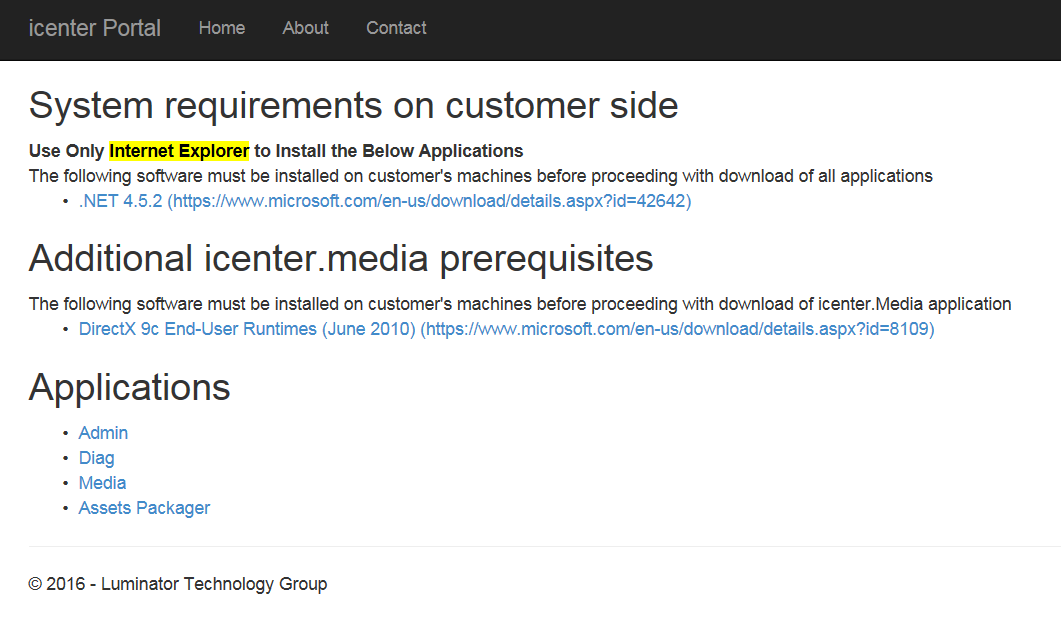 icenter Portal Home About Contact
System requirements on customer side
Use Only Internet Explorer to Install the Below Applications
The following software must be installed on customer's machines before proceeding with download of all applications
• .NET 4.5.2 (https://www.microsoft.com/en-us/download/details.aspx?id=42642)
Additional icenter.media prerequisites
The following software must be installed on customer's machines before proceeding with download of icenter.Media application
• DirectX 9c End-User Runtimes (June 2010) (https://www.microsoft.com/en-us/download/details.aspx?id=8109)
Applications
• Admin
• Diag
• Media
• Assets Packager
© 2016 - Luminator Technology Group